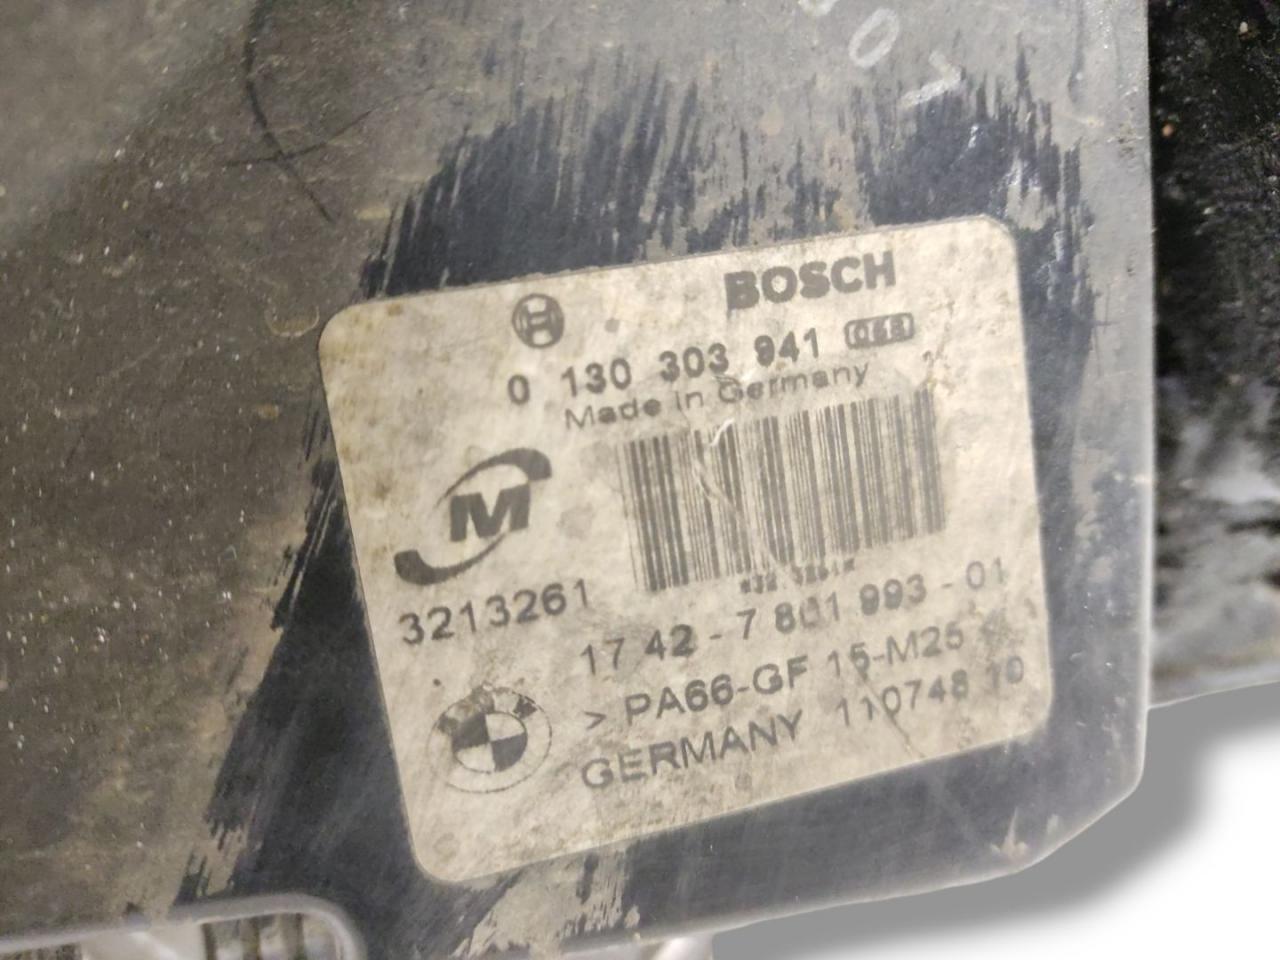 BOSCH
0 130 303 941
Made in Germany
M
3213261
17 42 - 7 801 993 - 01
> PA66-GF 15-M25 <
GERMANY 110748 10